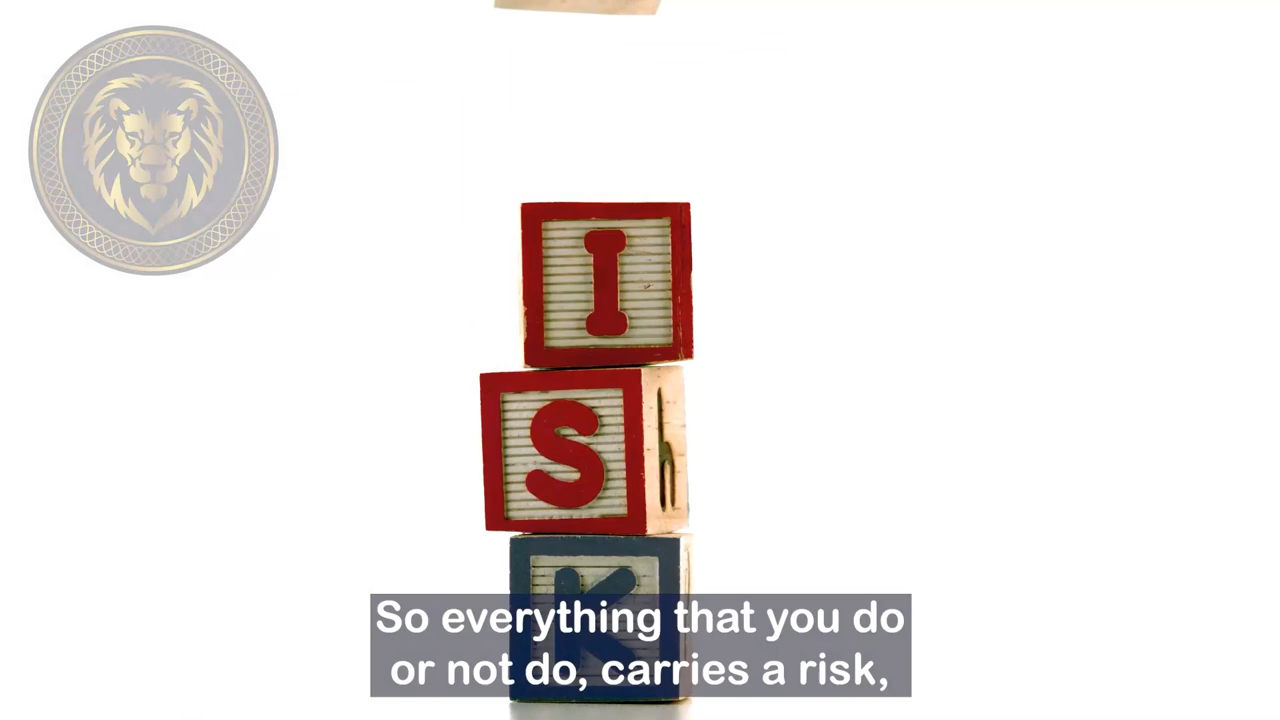 I
S
h
K
So everything that you do
or not do, carries a risk,